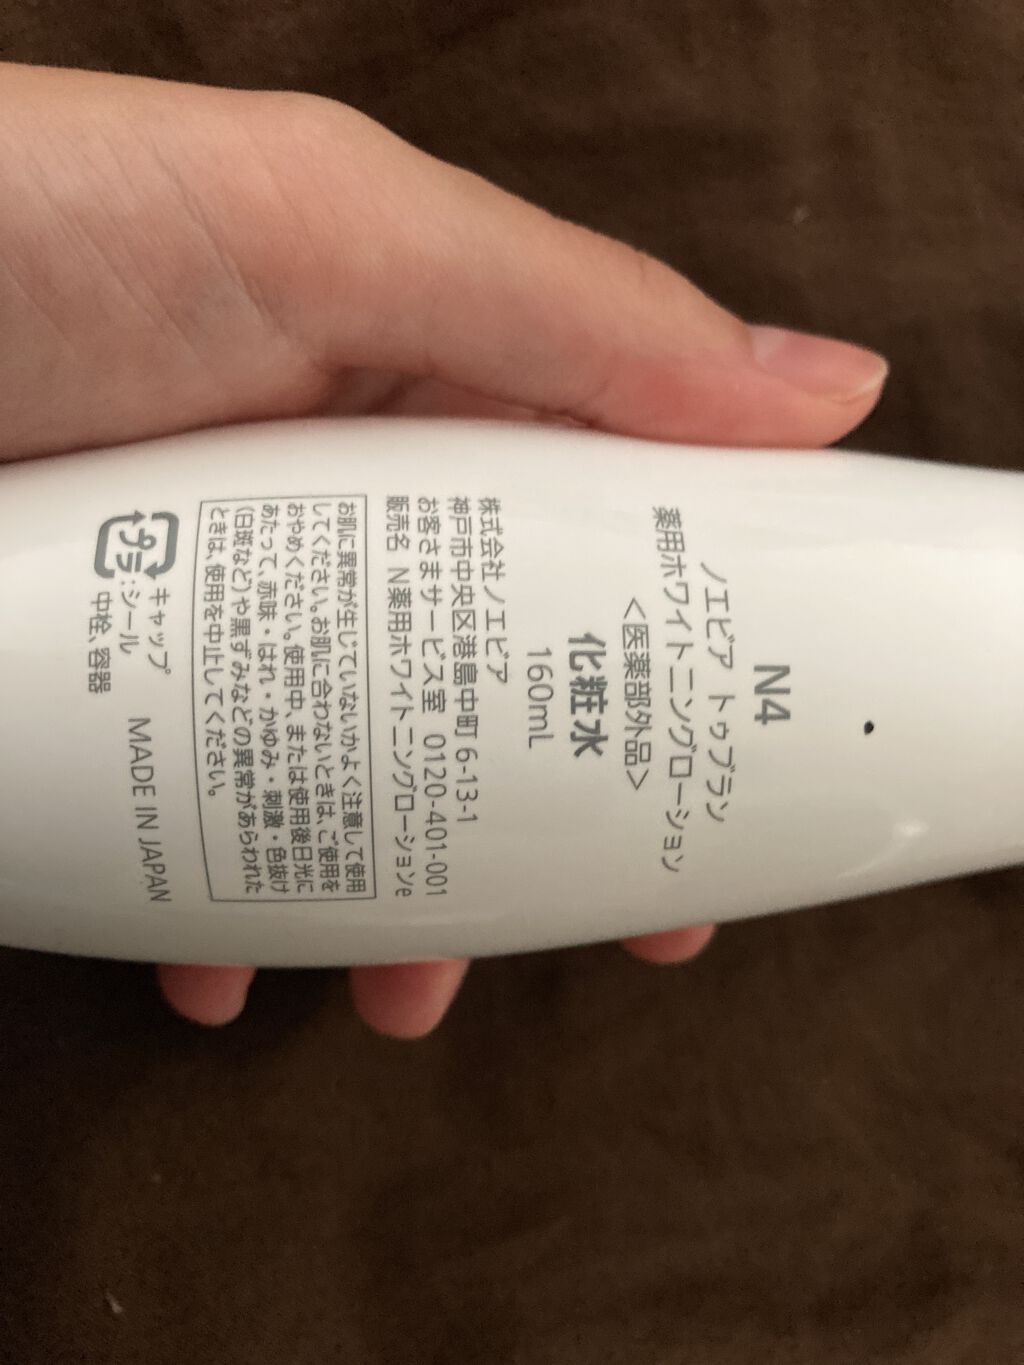 N4
ノエビア トゥブラン
薬用ホワイトニングローション
<医薬部外品>
化粧水
160mL
株式会社ノエビア
神戸市中央区港島中町 6-13-1
お客さまサービス室 0120-401-001
販売名 N薬用ホワイトニングローションe
お肌に異常が生じていないかよく注意して使用
してください。お肌に合わないときは、ご使用を
おやめください。使用中、または使用後日光に
あたって、赤味・はれ・かゆみ・刺激・色抜け
(白斑など)や黒ずみなどの異常があらわれた
ときは、使用を中止してください。
プラ
キャップ
:シール
中栓、容器
MADE IN JAPAN